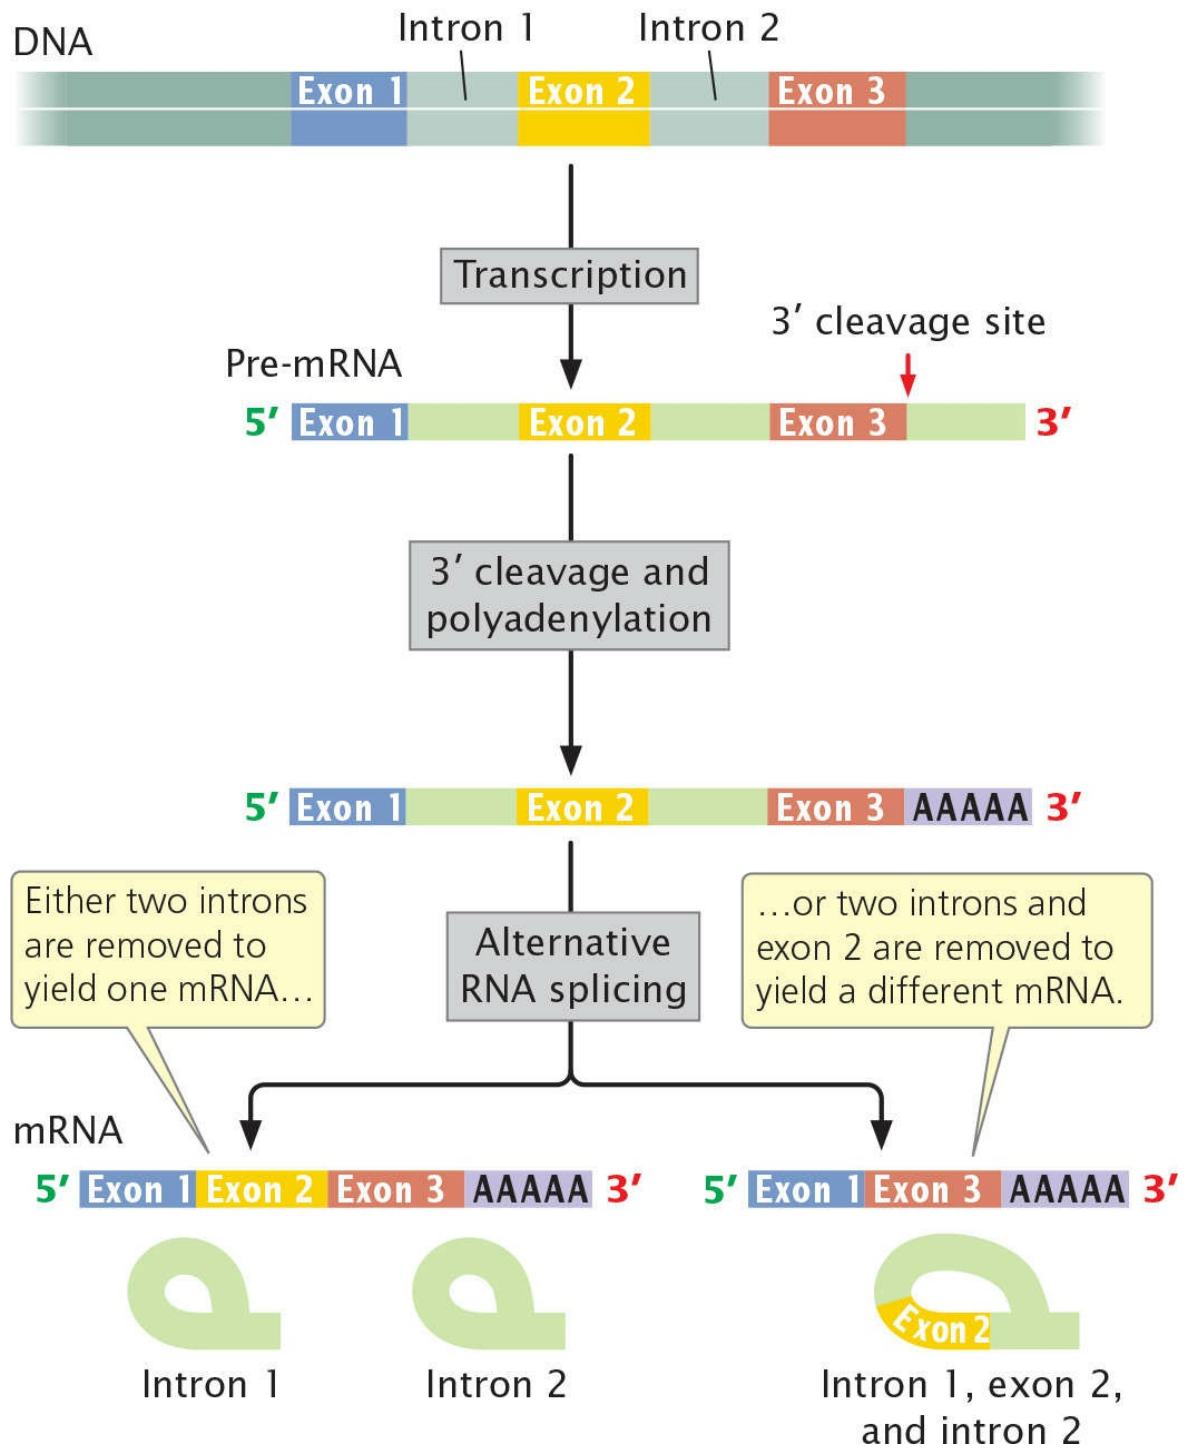 DNA
Intron 1
Intron 2
Exon 1
Exon 2
Exon 3
Transcription
3′ cleavage site
Pre-mRNA
5′ Exon 1 Exon 2 Exon 3 3′
3′ cleavage and
polyadenylation
5′ Exon 1 Exon 2 Exon 3 AAAAA 3′
Either two introns
are removed to
yield one mRNA…
Alternative
RNA splicing
…or two introns and
exon 2 are removed to
yield a different mRNA.
mRNA
5′ Exon 1 Exon 2 Exon 3 AAAAA 3′
5′ Exon 1 Exon 3 AAAAA 3′
Exon 2
Intron 1
Intron 2
Intron 1, exon 2,
and intron 2